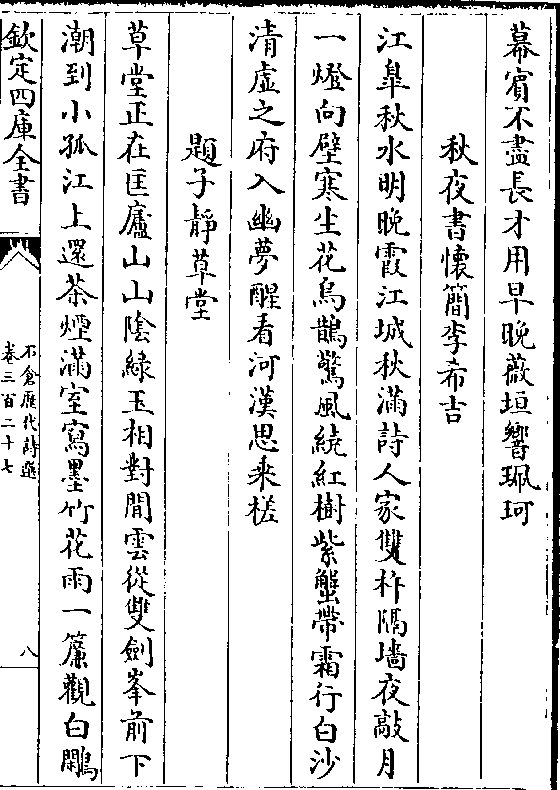 幕賓不盡長才用早晚薇垣響珮珂
秋夜書懷簡李希吉
江臯秋水明晚霞江城秋滿詩人家雙杵隔墻夜敲月
一燈向壁寒生花烏鵲驚風繞紅樹紫蟹帶霜行白沙
清虛之府入幽夢醒看河漢思乘槎
題子靜草堂
草堂正在匡廬山山陰綠玉相對閒雲從雙劍峯前下
潮到小孤江上還茶煙滿室寫墨竹花雨一簾觀白鷴
欽定四庫全書
石倉歷代詩選
卷三百二十七
八